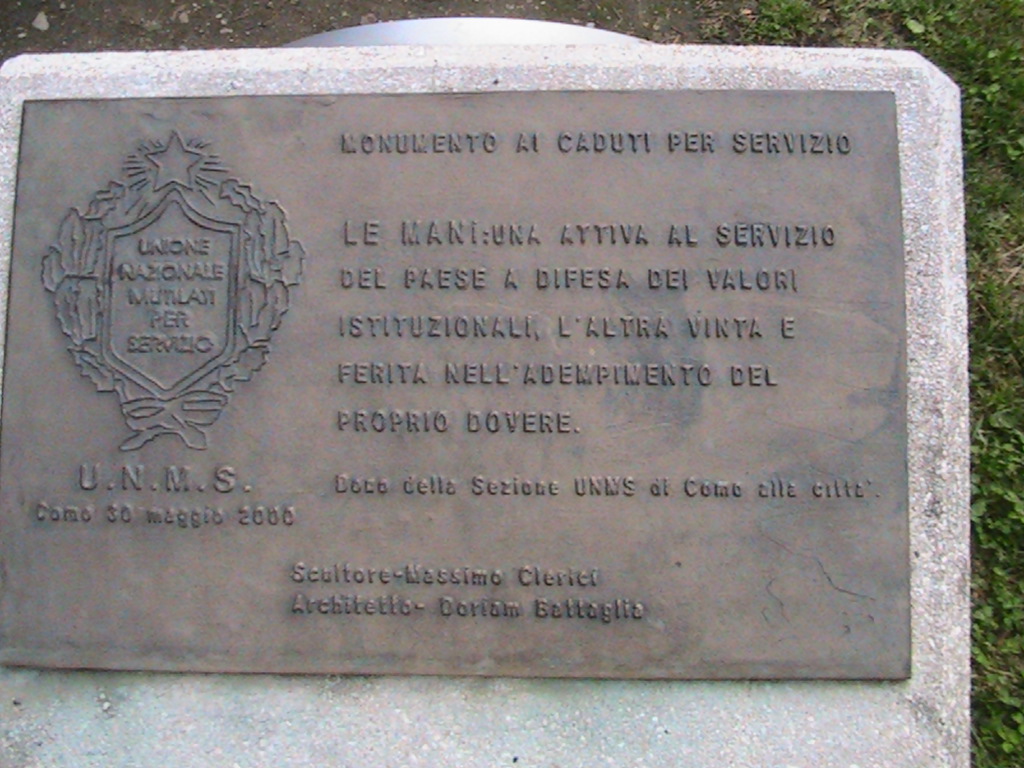 UNIONE
NAZIONALE
MUTILATI
PER
SERVIZIO
U.N.M.S.
Como 30 maggio 2000
MONUMENTO AI CADUTI PER SERVIZIO
LE MANI:UNA ATTIVA AL SERVIZIO
DEL PAESE A DIFESA DEI VALORI
ISTITUZIONALI, L'ALTRA VINTA E
FERITA NELL'ADEMPIMENTO DEL
PROPRIO DOVERE.
Dono della Sezione UNMS di Como alla citta'.
Scultore-Massimo Clerici
Architetto- Doriam Battaglia